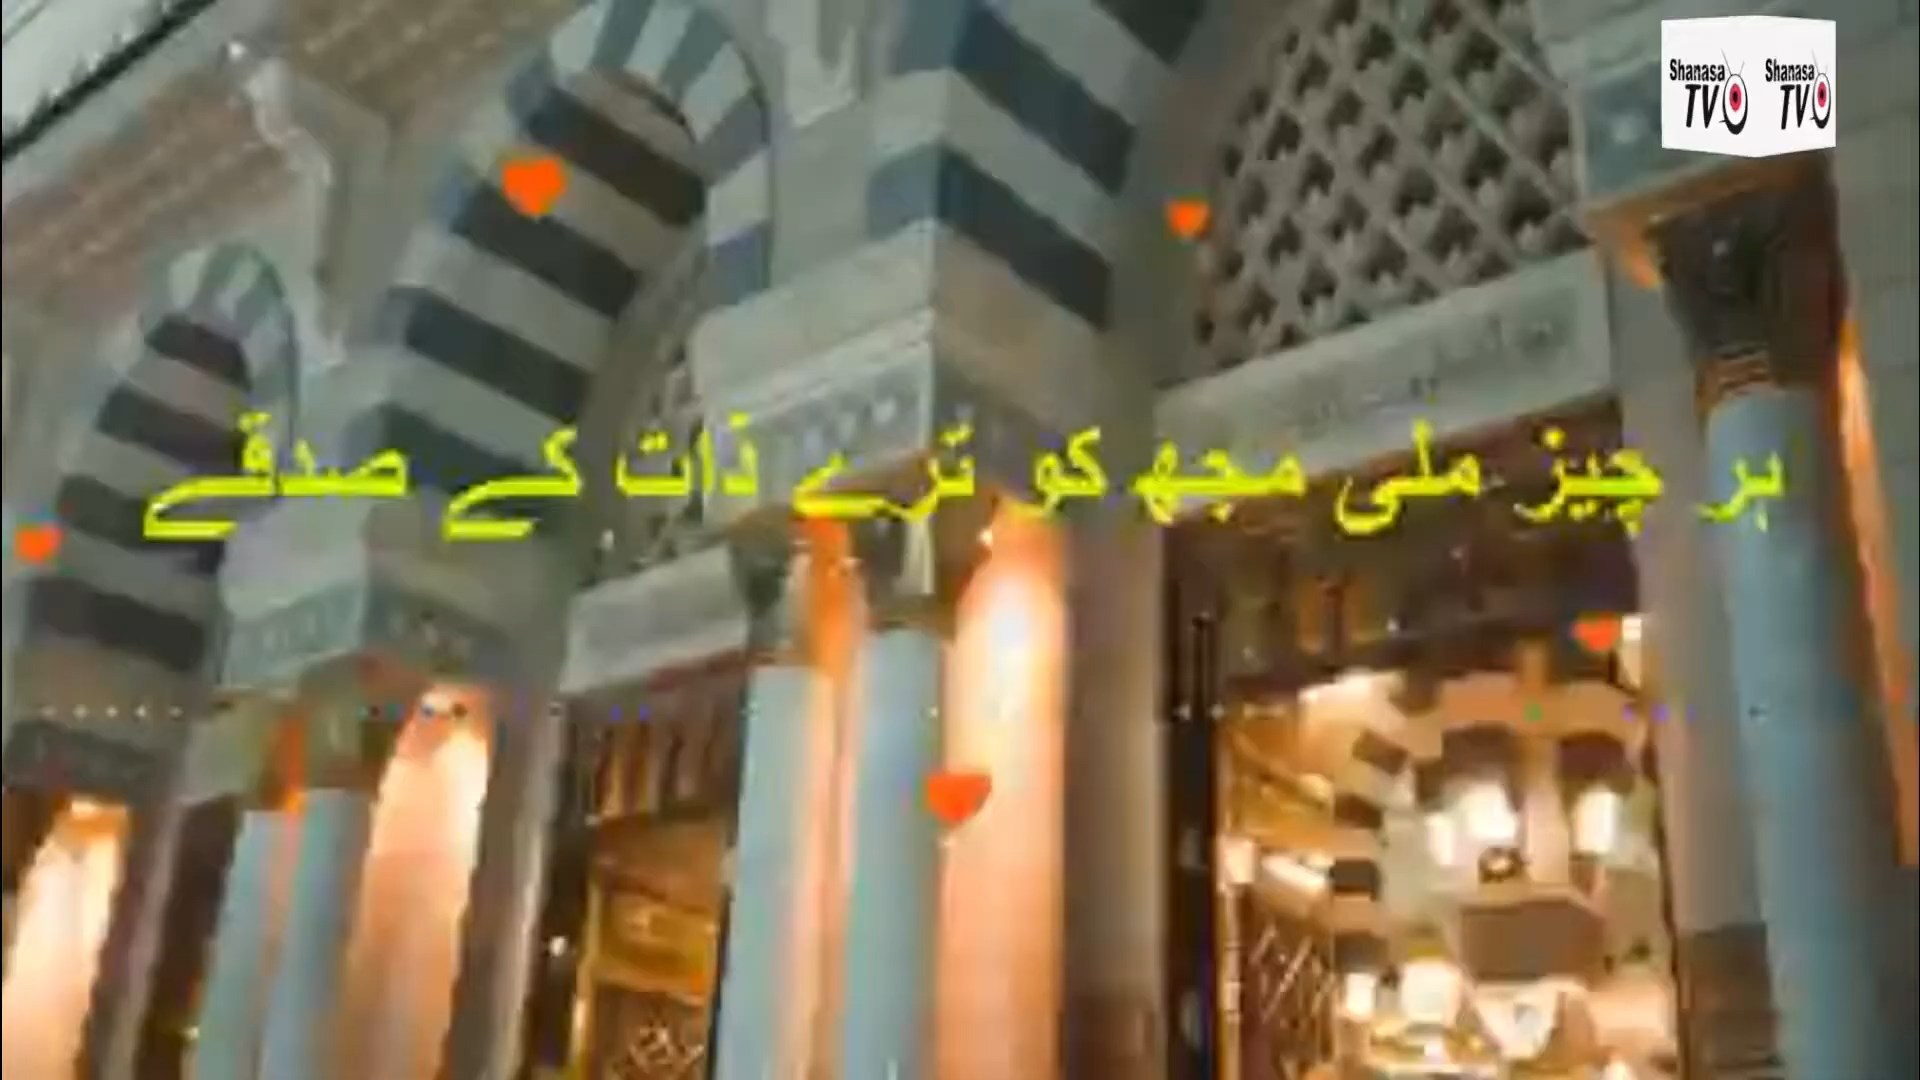 Shanasa Shanasa
TV TV
ہر چیز ملی مجھ کو ترے ذات کے صدقے